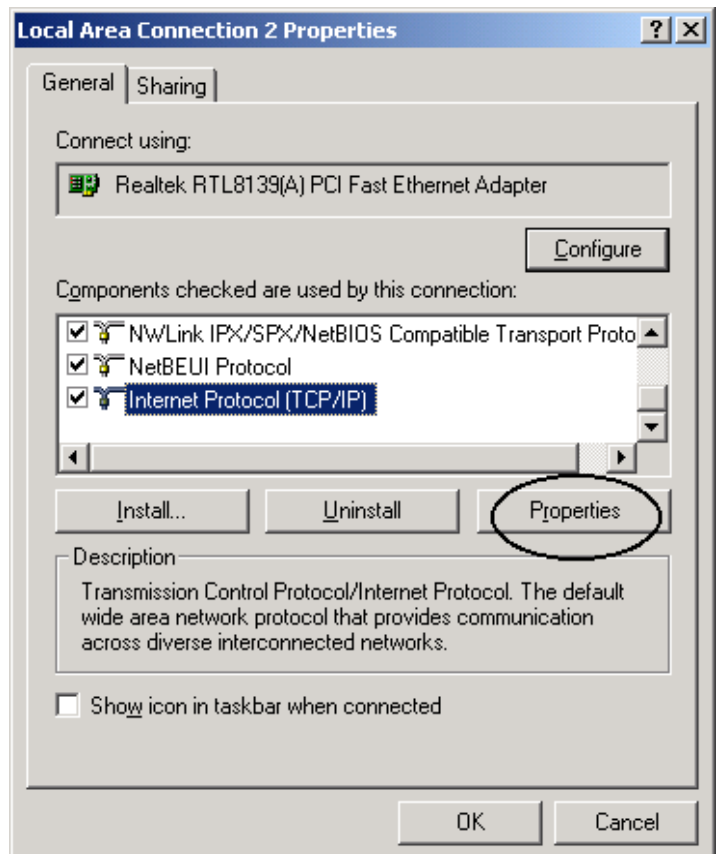 Local Area Connection 2 Properties
?
General
Sharing
Connect using:
Realtek RTL8139(A) PCI Fast Ethernet Adapter
Configure
Components checked are used by this connection:
NWLink IPX/SPX/NetBIOS Compatible Transport Proto
NetBEUI Protocol
Internet Protocol (TCP/IP)
Install...
Uninstall
Properties
Description
Transmission Control Protocol/Internet Protocol. The default
wide area network protocol that provides communication
across diverse interconnected networks.
Show icon in taskbar when connected
OK
Cancel